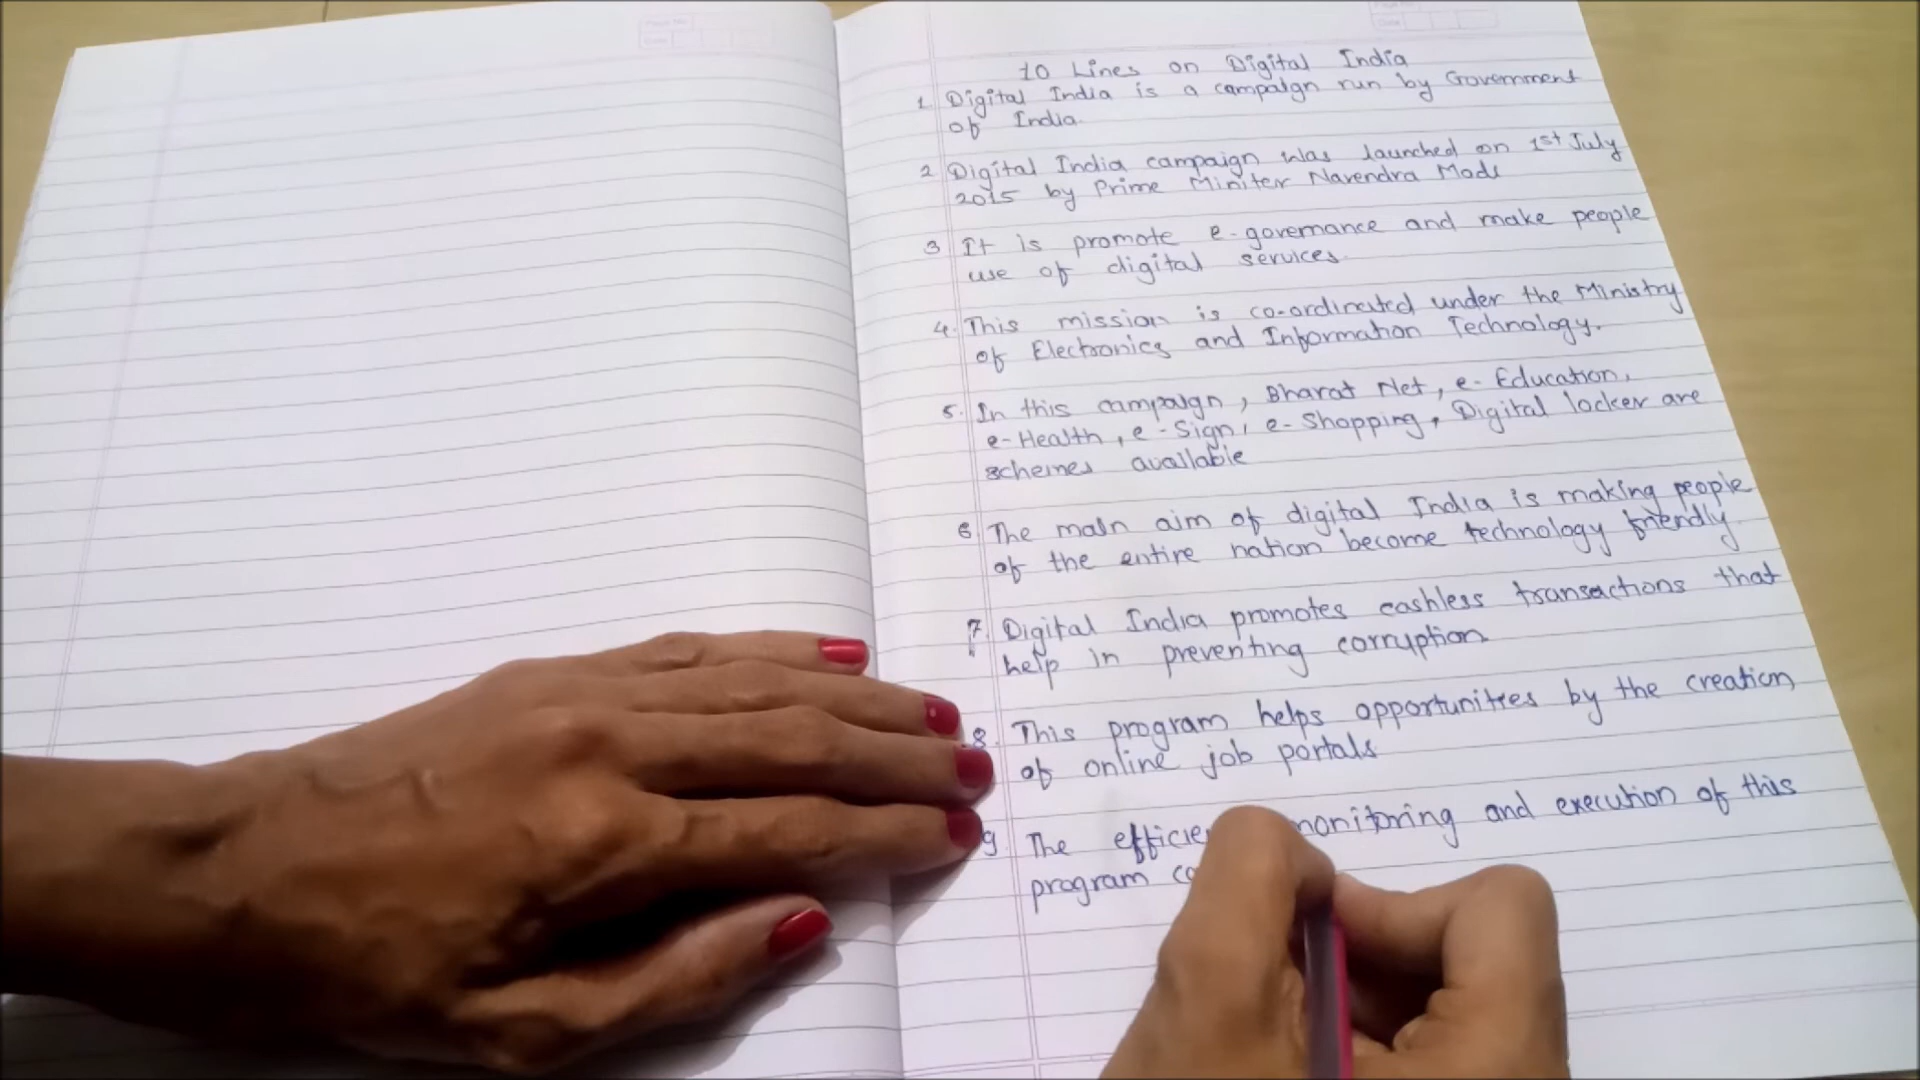 Page No
Date
Page No
Date
10 Lines on Digital India
1 Digital India is a campaign run by Government
of India.
2 Digital India campaign was launched on 1st July
2015 by Prime Miniter Narendra Modi
3 It is promote e-governance and make people
use of digital services.
4. This mission is co-ordinated under the Ministry
of Electronics and Information Technology.
5. In this campaign, Bharat Net, e-Education,
e-Health, e-Sign, e-Shopping, Digital locker are
schemes available
6 The main aim of digital India is making people
of the entire nation become technology friendly.
7. Digital India promotes cashless transactions that
help in preventing corruption
8. This program helps opportunities by the creation
of online job portals
9 The monitoring and execution of this
program